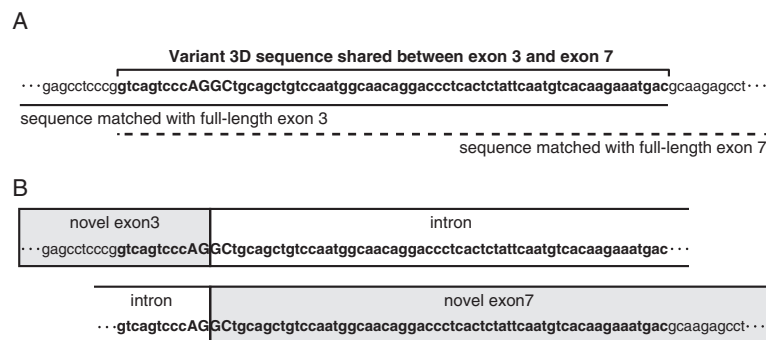 A
Variant 3D sequence shared between exon 3 and exon 7
···gagcctcccggtcagtcccAGGCtgcagctgtccaatggcaacaggaccctcactctattcaatgtcacaagaaatgacgcaagagcct···
sequence matched with full-length exon 3
sequence matched with full-length exon 7
B
novel exon3 intron
···gagcctcccggtcagtcccAGGCtgcagctgtccaatggcaacaggaccctcactctattcaatgtcacaagaaatgac···
intron novel exon7
···gtcagtcccAGGCtgcagctgtccaatggcaacaggaccctcactctattcaatgtcacaagaaatgacgcaagagcct···